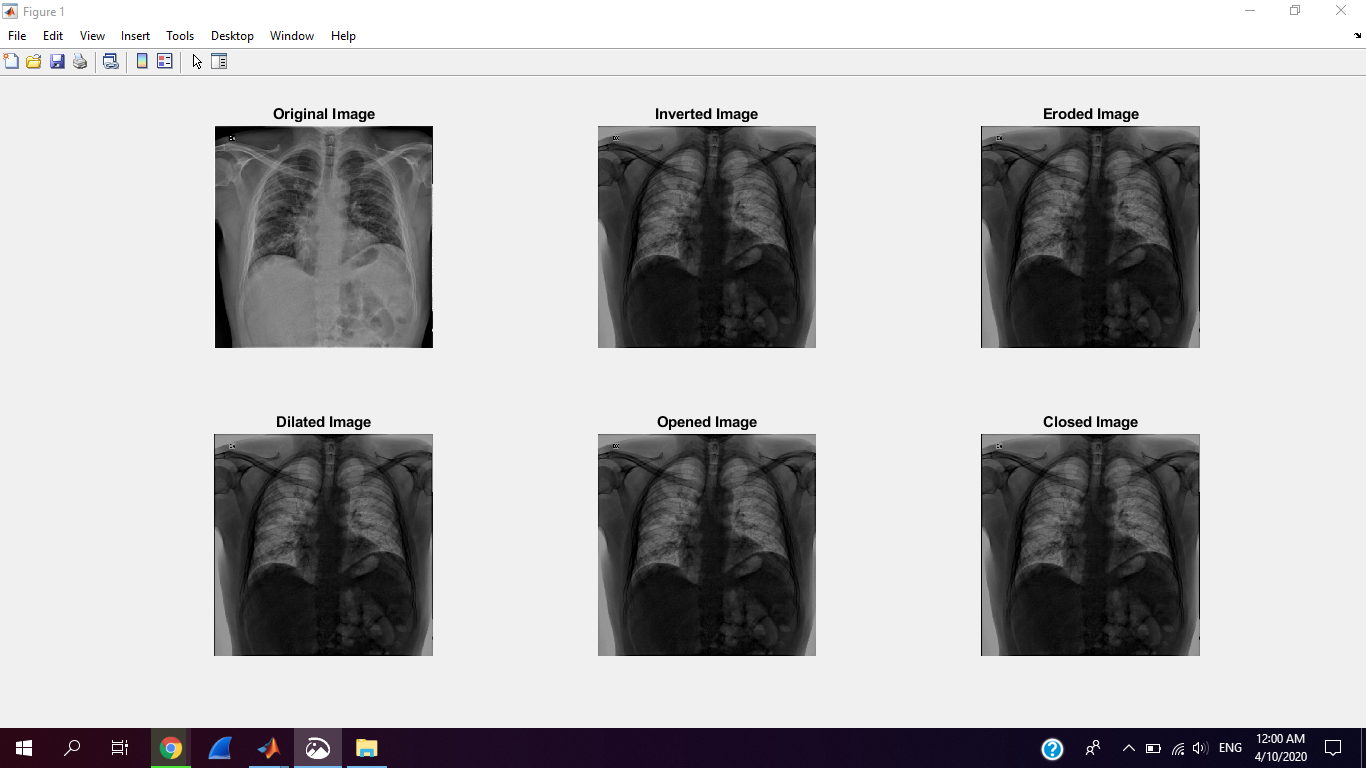 Figure 1
File Edit View Insert Tools Desktop Window Help
Original Image Inverted Image Eroded Image
Dilated Image Opened Image Closed Image
12:00 AM
ENG
4/10/2020